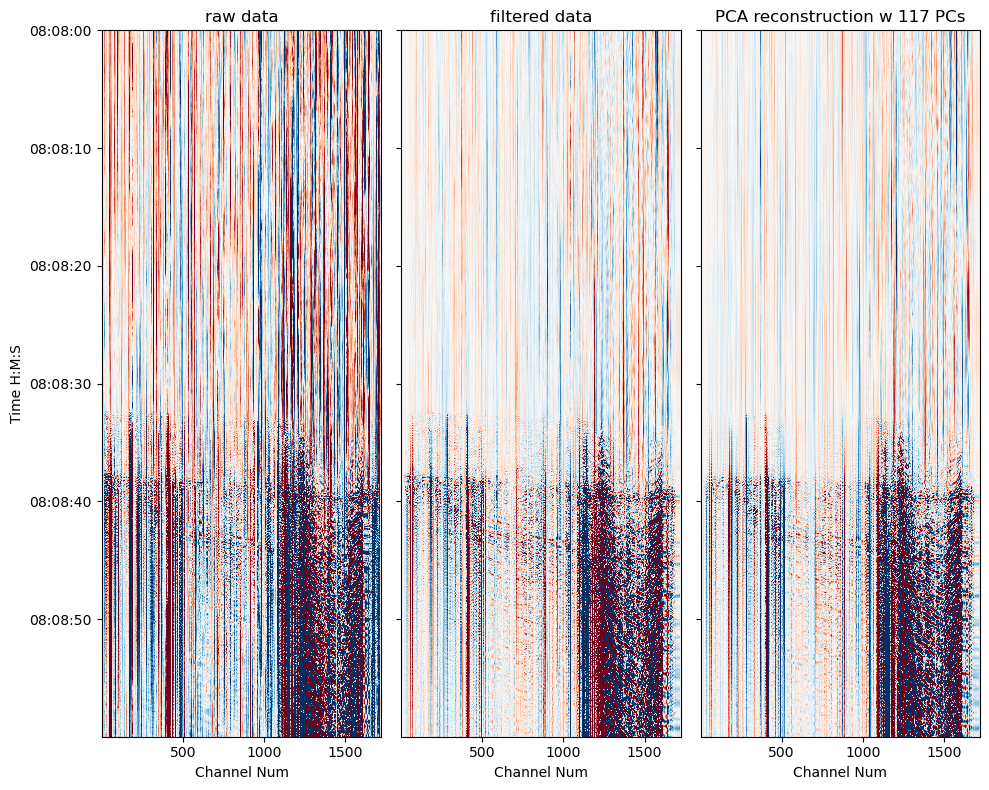 raw data
filtered data
PCA reconstruction w 117 PCs
Time H:M:S
08:08:00
08:08:10
08:08:20
08:08:30
08:08:40
08:08:50
500
1000
1500
500
1000
1500
500
1000
1500
Channel Num
Channel Num
Channel Num